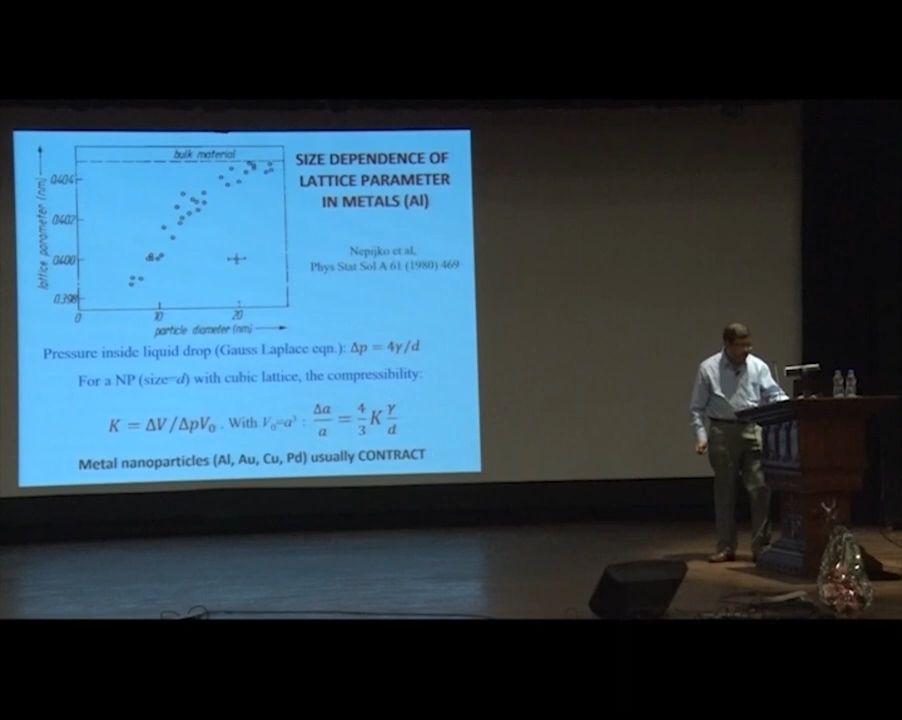 SIZE DEPENDENCE OF
LATTICE PARAMETER
IN METALS (Al)
bulk material
0.404
0.402
0.400
0.398
lattice parameter (nm)
0 10 20
particle diameter (nm)
Nepijko et al,
Phys Stat Sol A 61 (1980) 469
Pressure inside liquid drop (Gauss Laplace eqn.): Δp = 4γ/d
For a NP (size=d) with cubic lattice, the compressibility:
K = ΔV/ΔpV₀ . With V₀=a³ : Δa/a = 4/3 K γ/d
Metal nanoparticles (Al, Au, Cu, Pd) usually CONTRACT